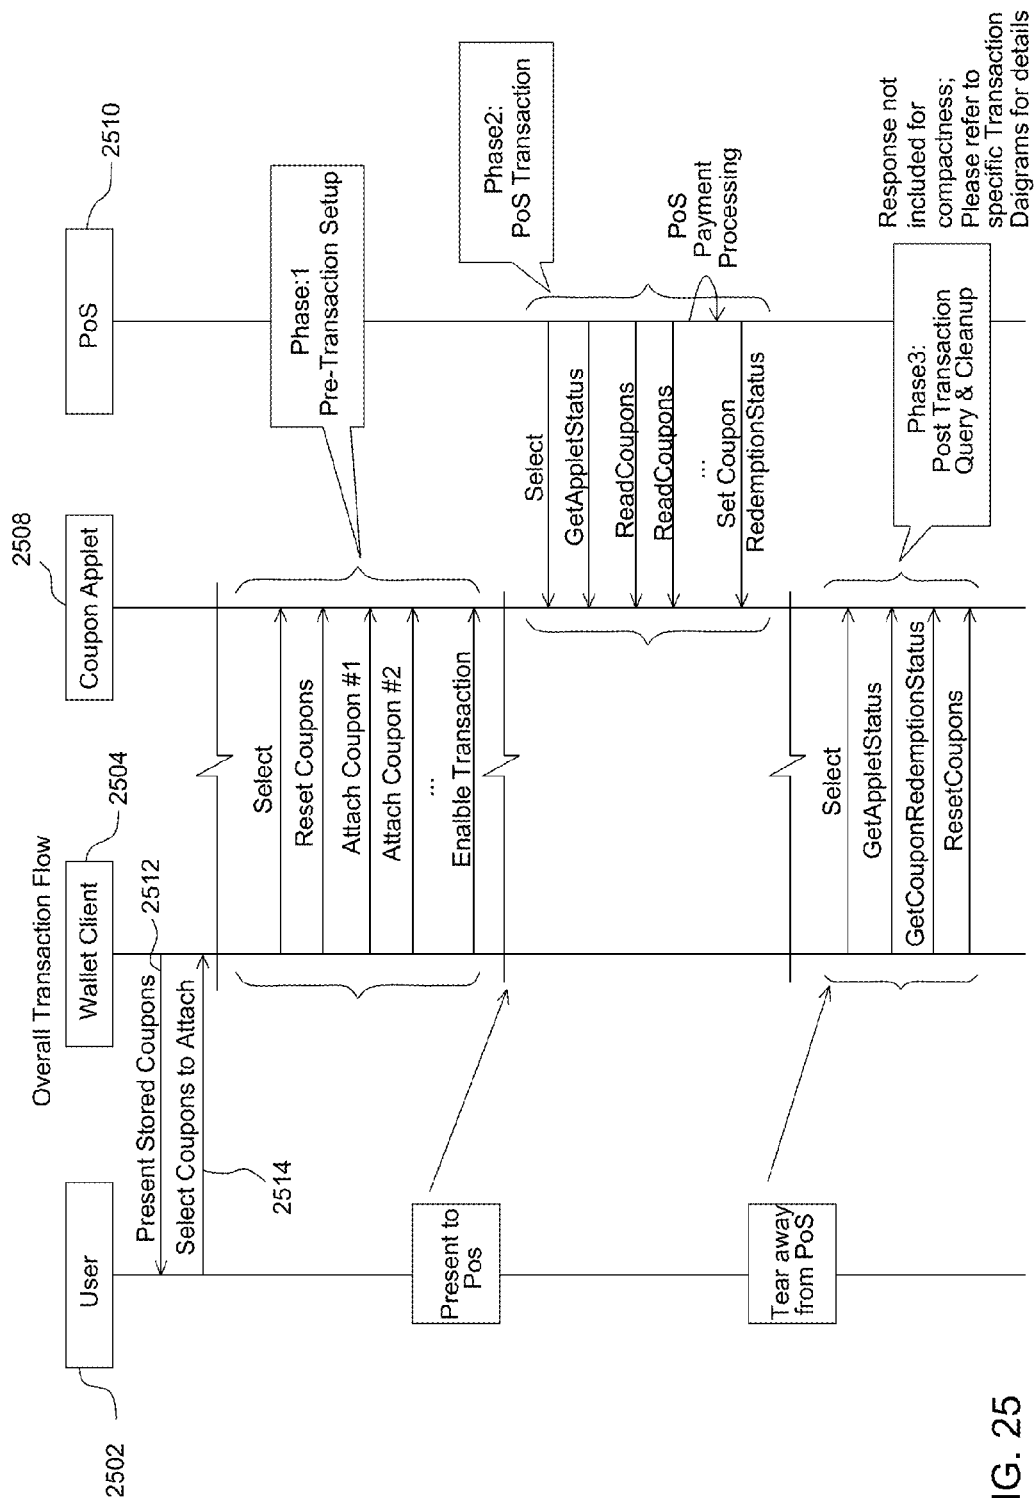 Overall Transaction Flow
2502
User
2504
Wallet Client
2508
Coupon Applet
2510
PoS
Present Stored Coupons
2512
Select Coupons to Attach
2514
Select
Reset Coupons
Attach Coupon #1
Attach Coupon #2
...
Enalble Transaction
Phase:1
Pre-Transaction Setup
Present to
Pos
Phase2:
PoS Transaction
Select
GetAppletStatus
ReadCoupons
ReadCoupons
...
Set Coupon
RedemptionStatus
PoS
Payment
Processing
Tear away
from PoS
Select
GetAppletStatus
GetCouponRedemptionStatus
ResetCoupons
Phase3:
Post Transaction
Query & Cleanup
Response not
included for
compactness;
Please refer to
specific Transaction
Daigrams for details
IG. 25